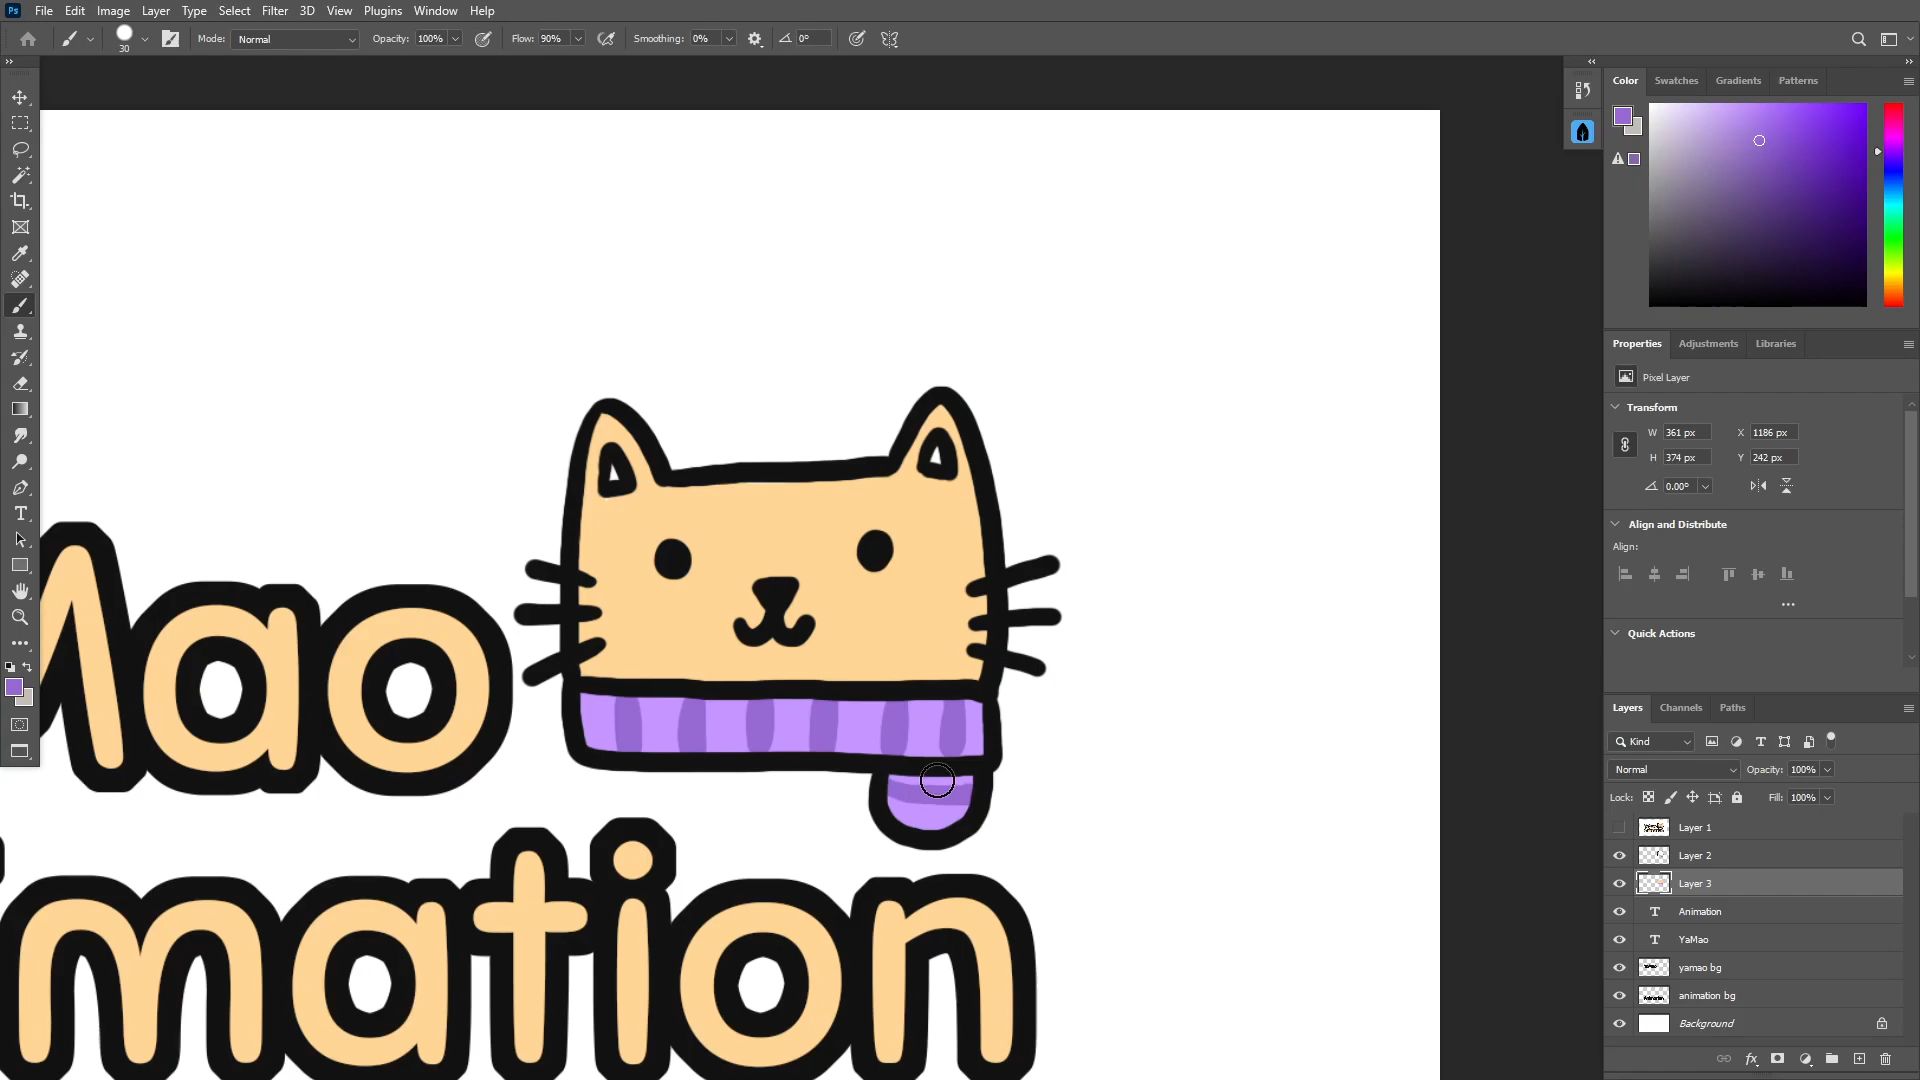 Ps File Edit Image Layer Type Select Filter 3D View Plugins Window Help
30 Mode: Normal Opacity: 100% Flow: 90% Smoothing: 0% 0°
Color Swatches Gradients Patterns
Properties Adjustments Libraries
Pixel Layer
Transform
W 361 px X 1186 px
H 374 px Y 242 px
0.00°
Align and Distribute
Align:
Quick Actions
Layers Channels Paths
Kind
Normal Opacity: 100%
Lock: Fill: 100%
Layer 1
Layer 2
Layer 3
Animation
YaMao
yamao bg
animation bg
Background
Mao
mation